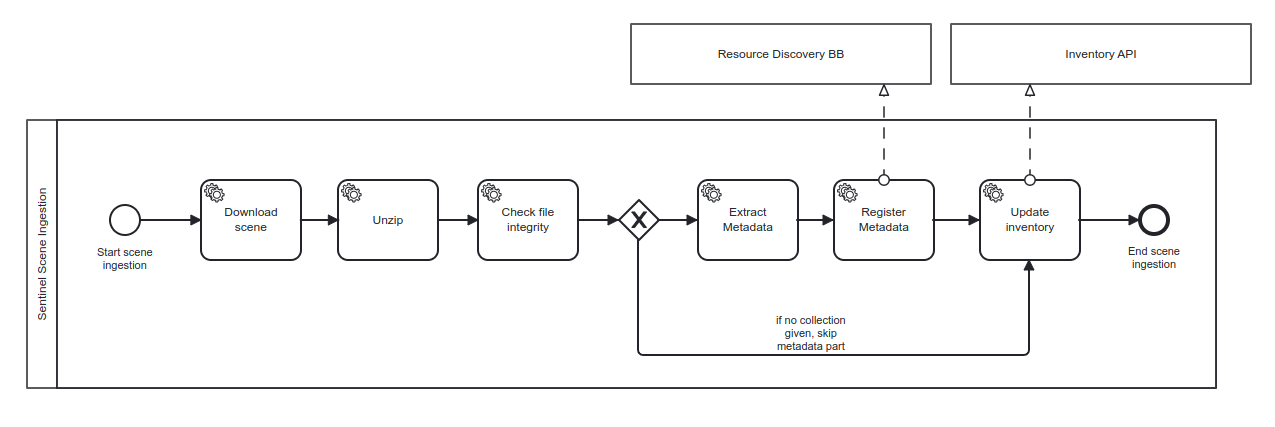 Resource Discovery BB
Inventory API
Sentinel Scene Ingestion
Start scene
ingestion
Download
scene
Unzip
Check file
integrity
X
Extract
Metadata
Register
Metadata
Update
inventory
End scene
ingestion
if no collection
given, skip
metadata part